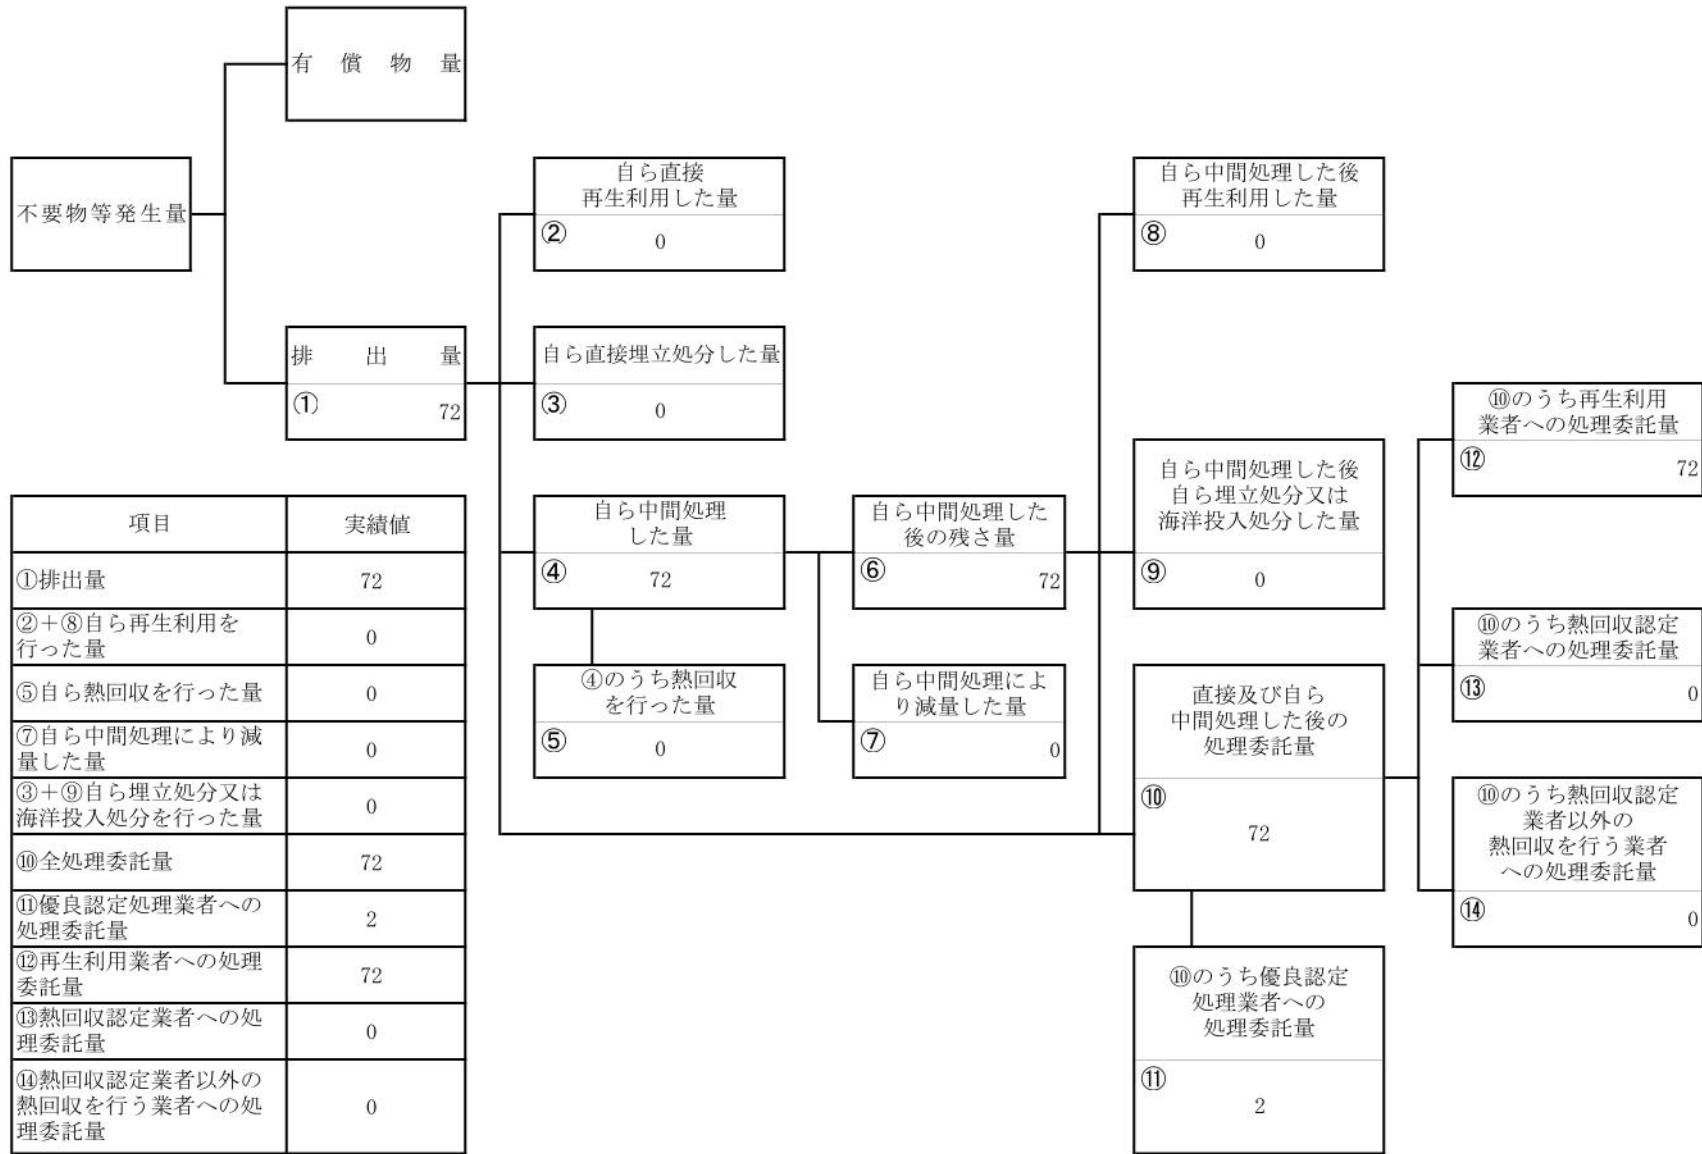 有償物量
不要物等発生量
排出量
①
72
自ら直接
再生利用した量
②
0
自ら直接埋立処分した量
③
0
自ら中間処理
した量
④
72
④のうち熱回収
を行った量
⑤
0
自ら中間処理した
後の残さ量
⑥
72
自ら中間処理によ
り減量した量
⑦
0
自ら中間処理した後
再生利用した量
⑧
0
自ら中間処理した後
自ら埋立処分又は
海洋投入処分した量
⑨
0
直接及び自ら
中間処理した後の
処理委託量
⑩
72
⑩のうち優良認定
処理業者への
処理委託量
⑪
2
⑩のうち再生利用
業者への処理委託量
⑫
72
⑩のうち熱回収認定
業者への処理委託量
⑬
0
⑩のうち熱回収認定
業者以外の
熱回収を行う業者
への処理委託量
⑭
0
項目 実績値
①排出量 72
②＋⑧自ら再生利用を
行った量
0
⑤自ら熱回収を行った量 0
⑦自ら中間処理により減
量した量
0
③＋⑨自ら埋立処分又は
海洋投入処分を行った量
0
⑩全処理委託量 72
⑪優良認定処理業者への
処理委託量
2
⑫再生利用業者への処理
委託量
72
⑬熱回収認定業者への処
理委託量
0
⑭熱回収認定業者以外の
熱回収を行う業者への処
理委託量
0